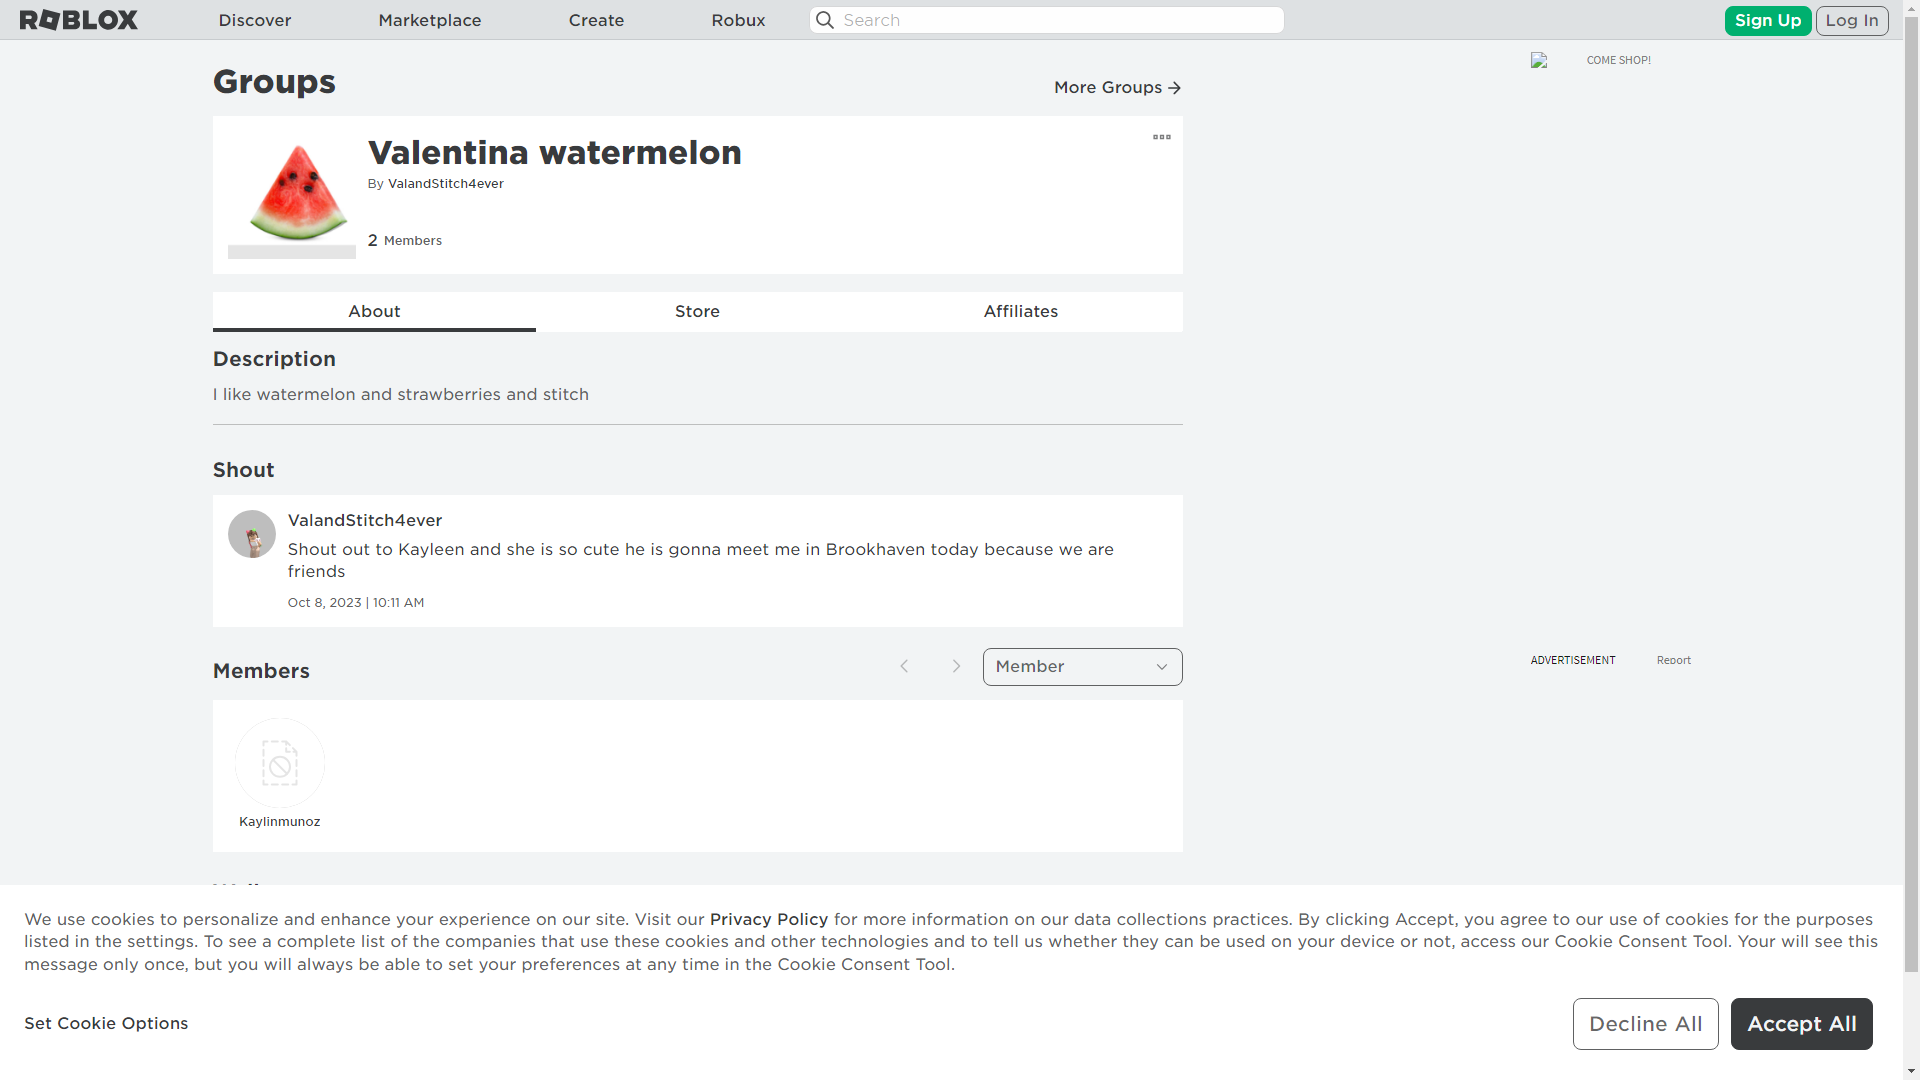 ROBLOX
Discover
Marketplace
Create
Robux
Search
Sign Up
Log In
COME SHOP!
Groups
More Groups
Valentina watermelon
By ValandStitch4ever
2 Members
About
Store
Affiliates
Description
I like watermelon and strawberries and stitch
Shout
ValandStitch4ever
Shout out to Kayleen and she is so cute he is gonna meet me in Brookhaven today because we are
friends
Oct 8, 2023 | 10:11 AM
Members
Member
ADVERTISEMENT
Report
Kaylinmunoz
We use cookies to personalize and enhance your experience on our site. Visit our Privacy Policy for more information on our data collections practices. By clicking Accept, you agree to our use of cookies for the purposes
listed in the settings. To see a complete list of the companies that use these cookies and other technologies and to tell us whether they can be used on your device or not, access our Cookie Consent Tool. Your will see this
message only once, but you will always be able to set your preferences at any time in the Cookie Consent Tool.
Set Cookie Options
Decline All
Accept All